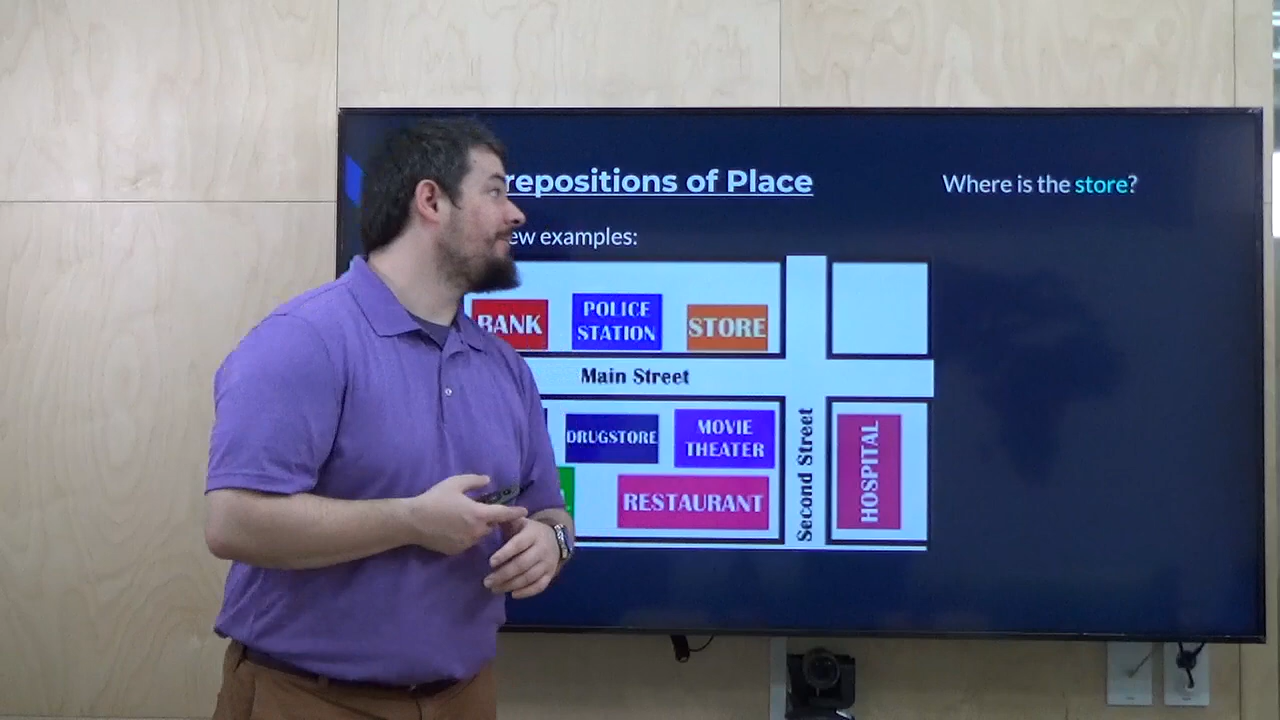 repositions of Place
Where is the store?
ew examples:
BANK
POLICE
STATION
STORE
Main Street
DRUGSTORE
MOVIE
THEATER
RESTAURANT
Second Street
HOSPITAL